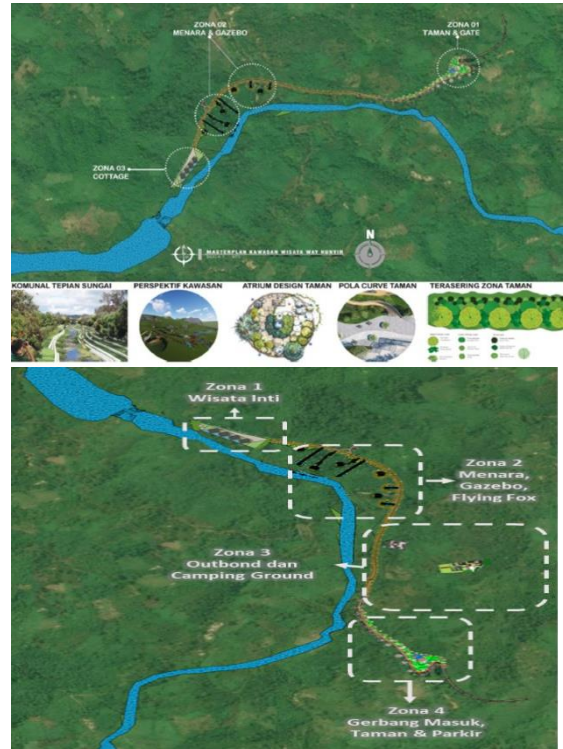 ZONA 02
MENARA & GAZEBO
ZONA 01
TAMAN & GATE
ZONA 03
COTTAGE
MASTERPLAN KAWASAN WISATA WAY
N
KOMUNAL TEPIAN SUNGAI
PERSPEKTIF KAWASAN
ATRIUM DESIGN TAMAN
POLA CURVE TAMAN
TERASERING ZONA TAMAN
Zona 1
Wisata Inti
Zona 2
Menara,
Gazebo,
Flying Fox
Zona 3
Outbond dan
Camping Ground
Zona 4
Gerbang Masuk,
Taman & Parkir